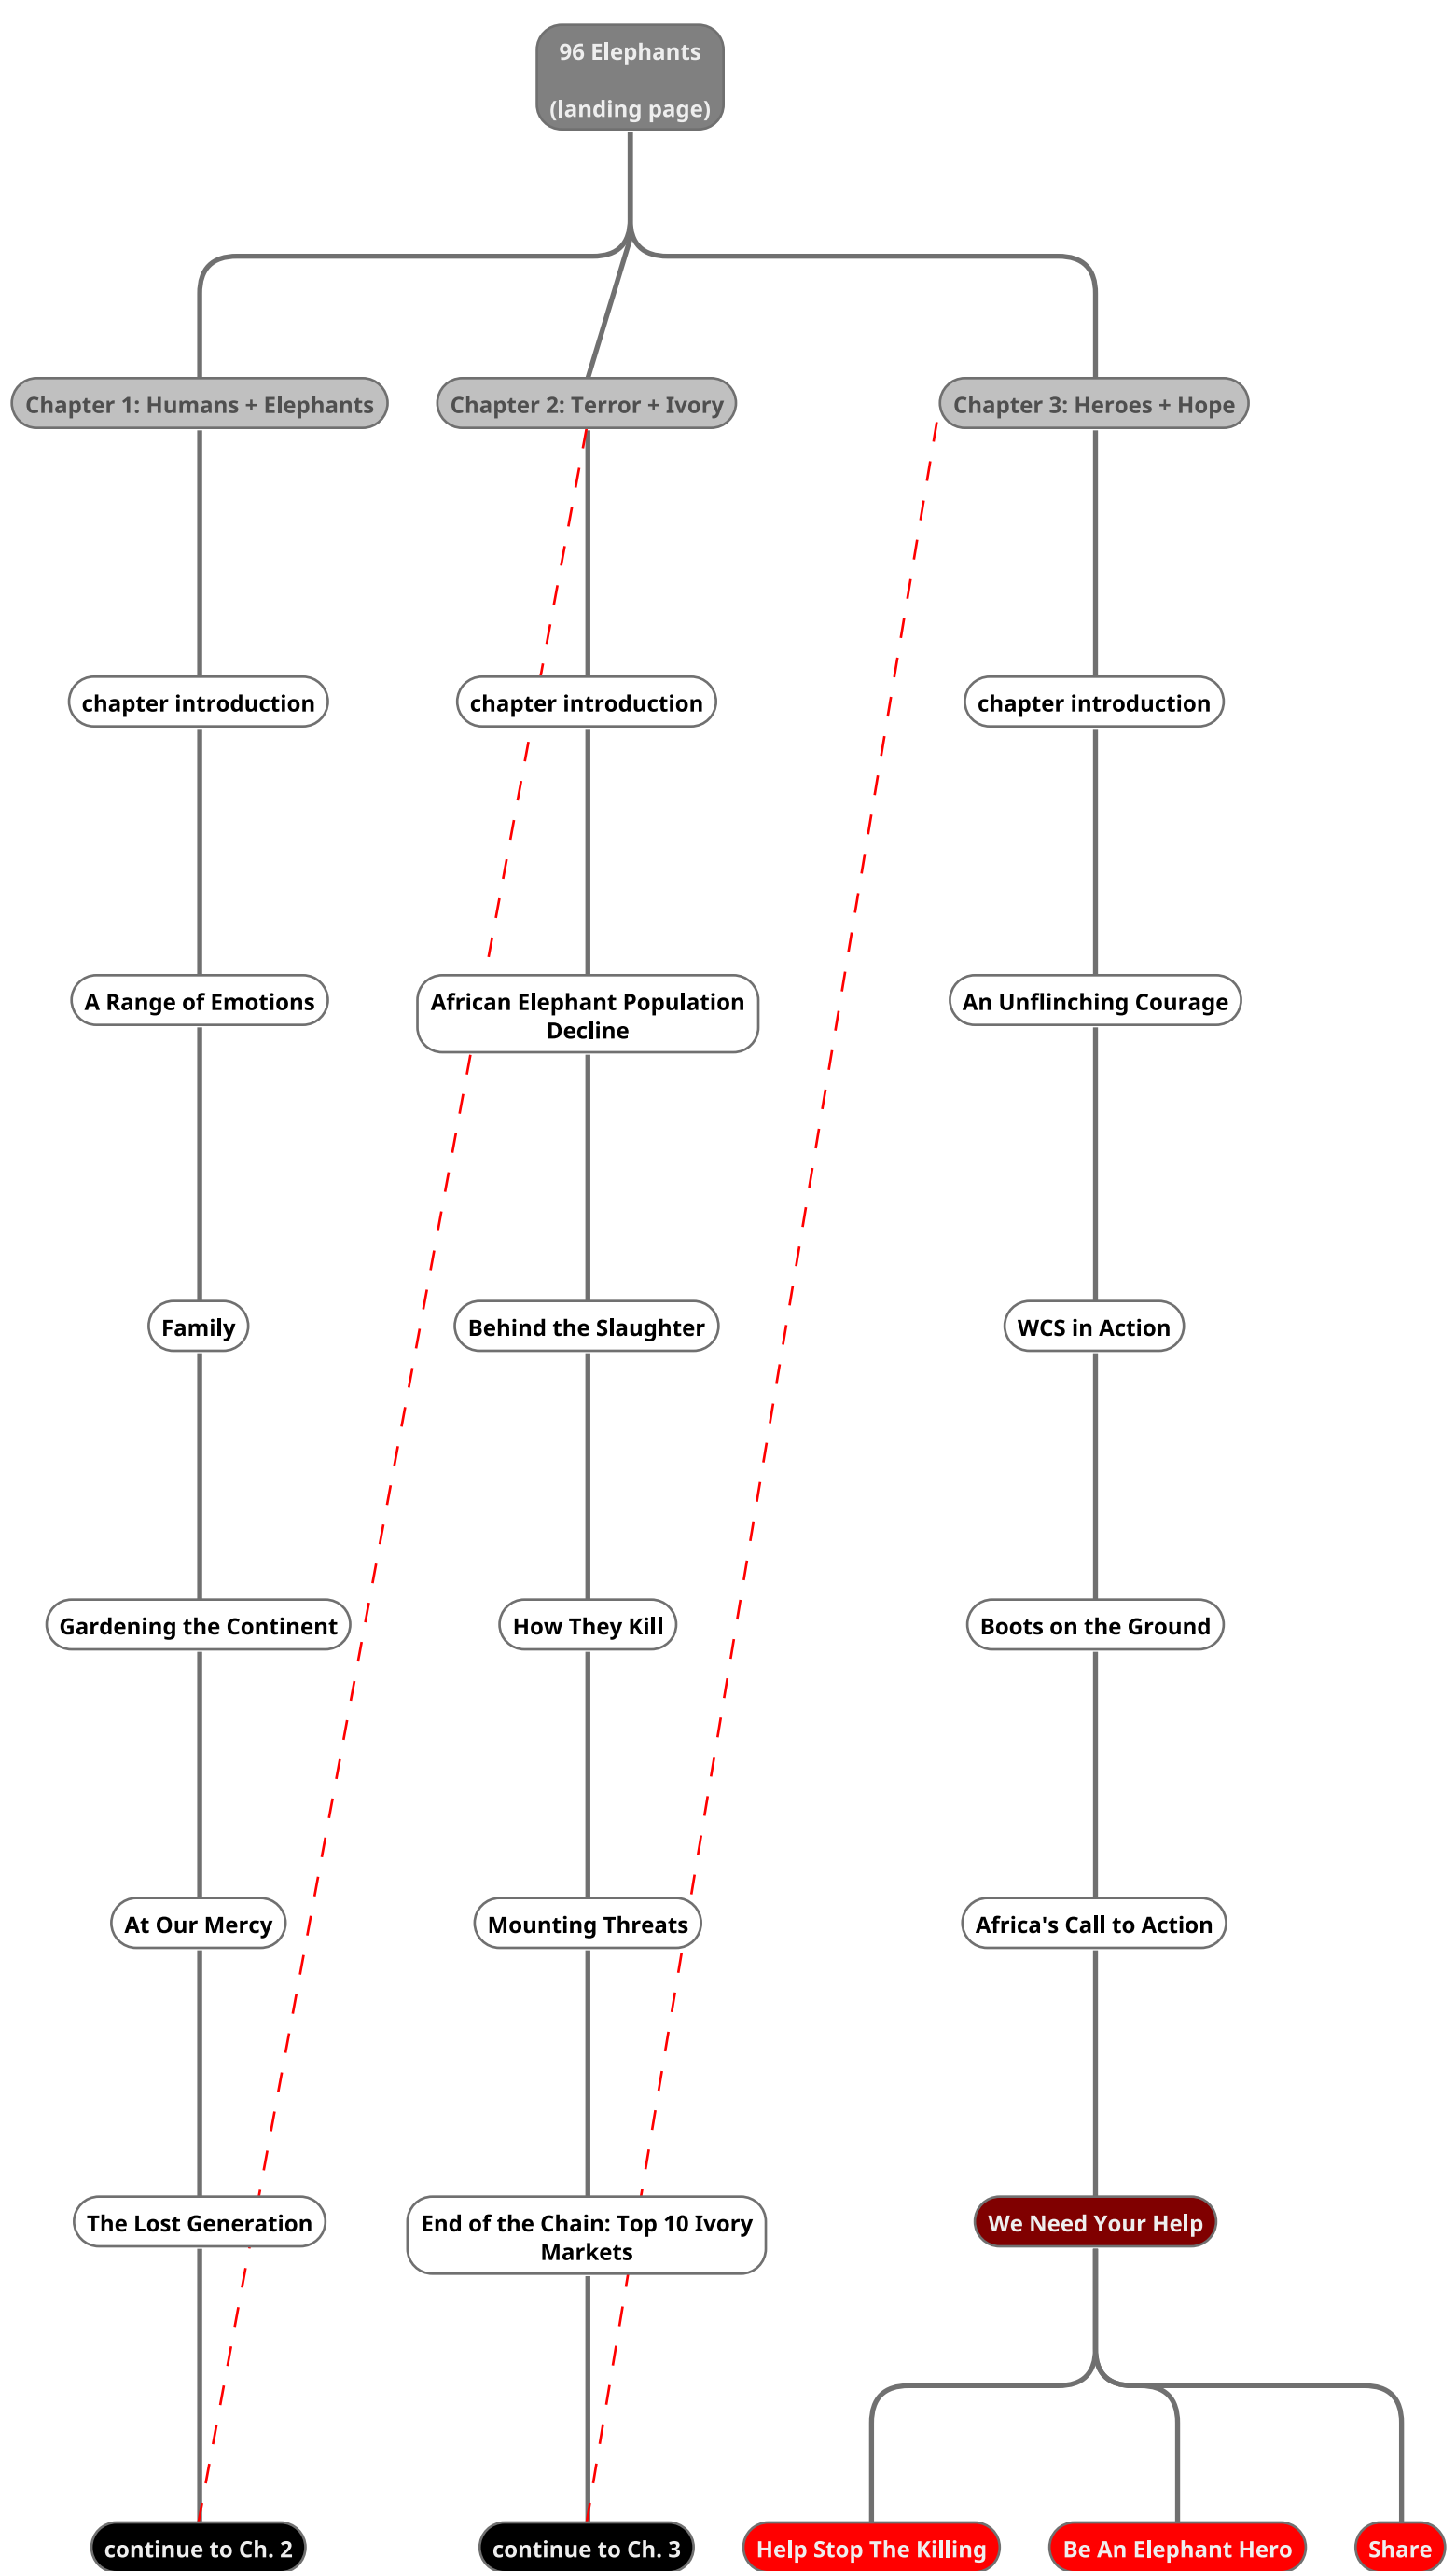 96 Elephants
(landing page)
Chapter 1: Humans + Elephants
Chapter 2: Terror + Ivory
Chapter 3: Heroes + Hope
chapter introduction
chapter introduction
chapter introduction
A Range of Emotions
African Elephant Population
Decline
An Unflinching Courage
Family
Behind the Slaughter
WCS in Action
Gardening the Continent
How They Kill
Boots on the Ground
At Our Mercy
Mounting Threats
Africa's Call to Action
The Lost Generation
End of the Chain: Top 10 Ivory
Markets
We Need Your Help
continue to Ch. 2
continue to Ch. 3
Help Stop The Killing
Be An Elephant Hero
Share